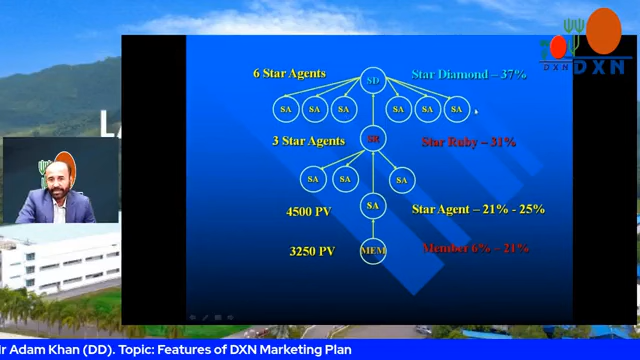 DXN
DXN
LA
6 Star Agents
SD
Star Diamond – 37%
SA SA SA SA SA SA
3 Star Agents
SR
Star Ruby – 31%
SA SA SA
4500 PV
SA
Star Agent – 21% - 25%
3250 PV
MEM
Member 6% – 21%
ir Adam Khan (DD). Topic: Features of DXN Marketing Plan